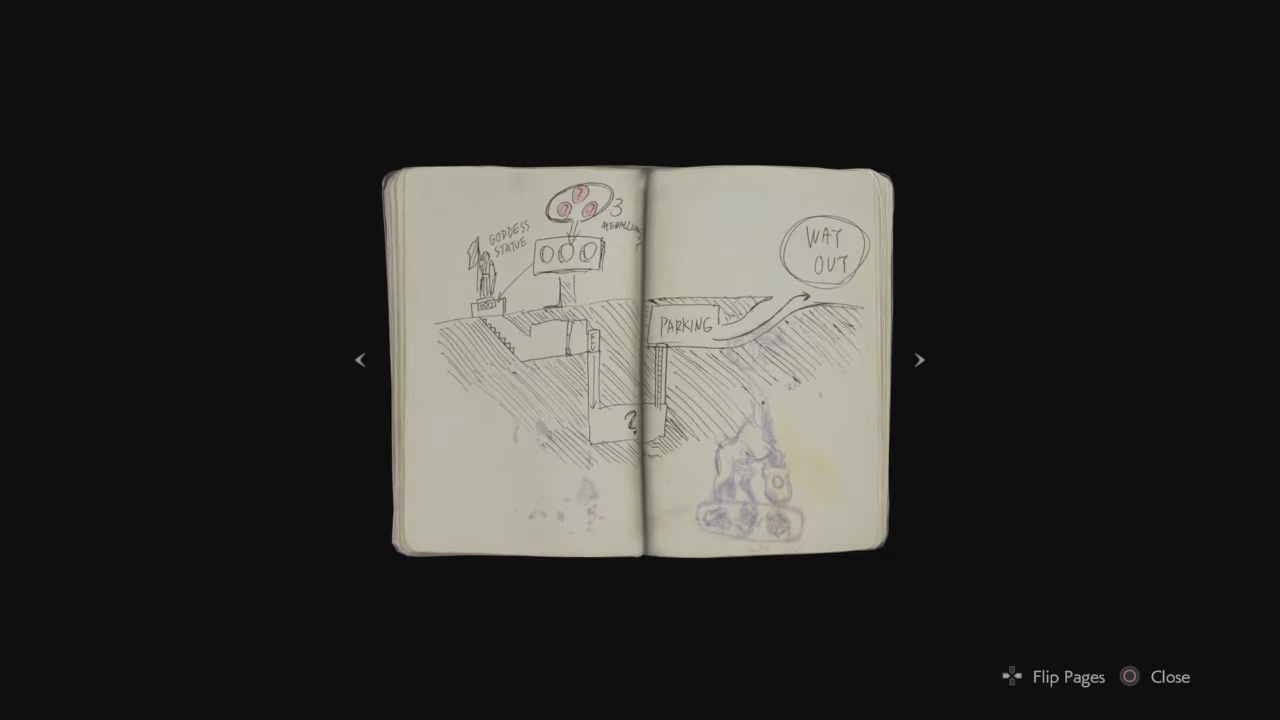 3
MEDALLIONS
?
GODDESS
STATUE
WAY
OUT
PARKING
?
Flip Pages
Close